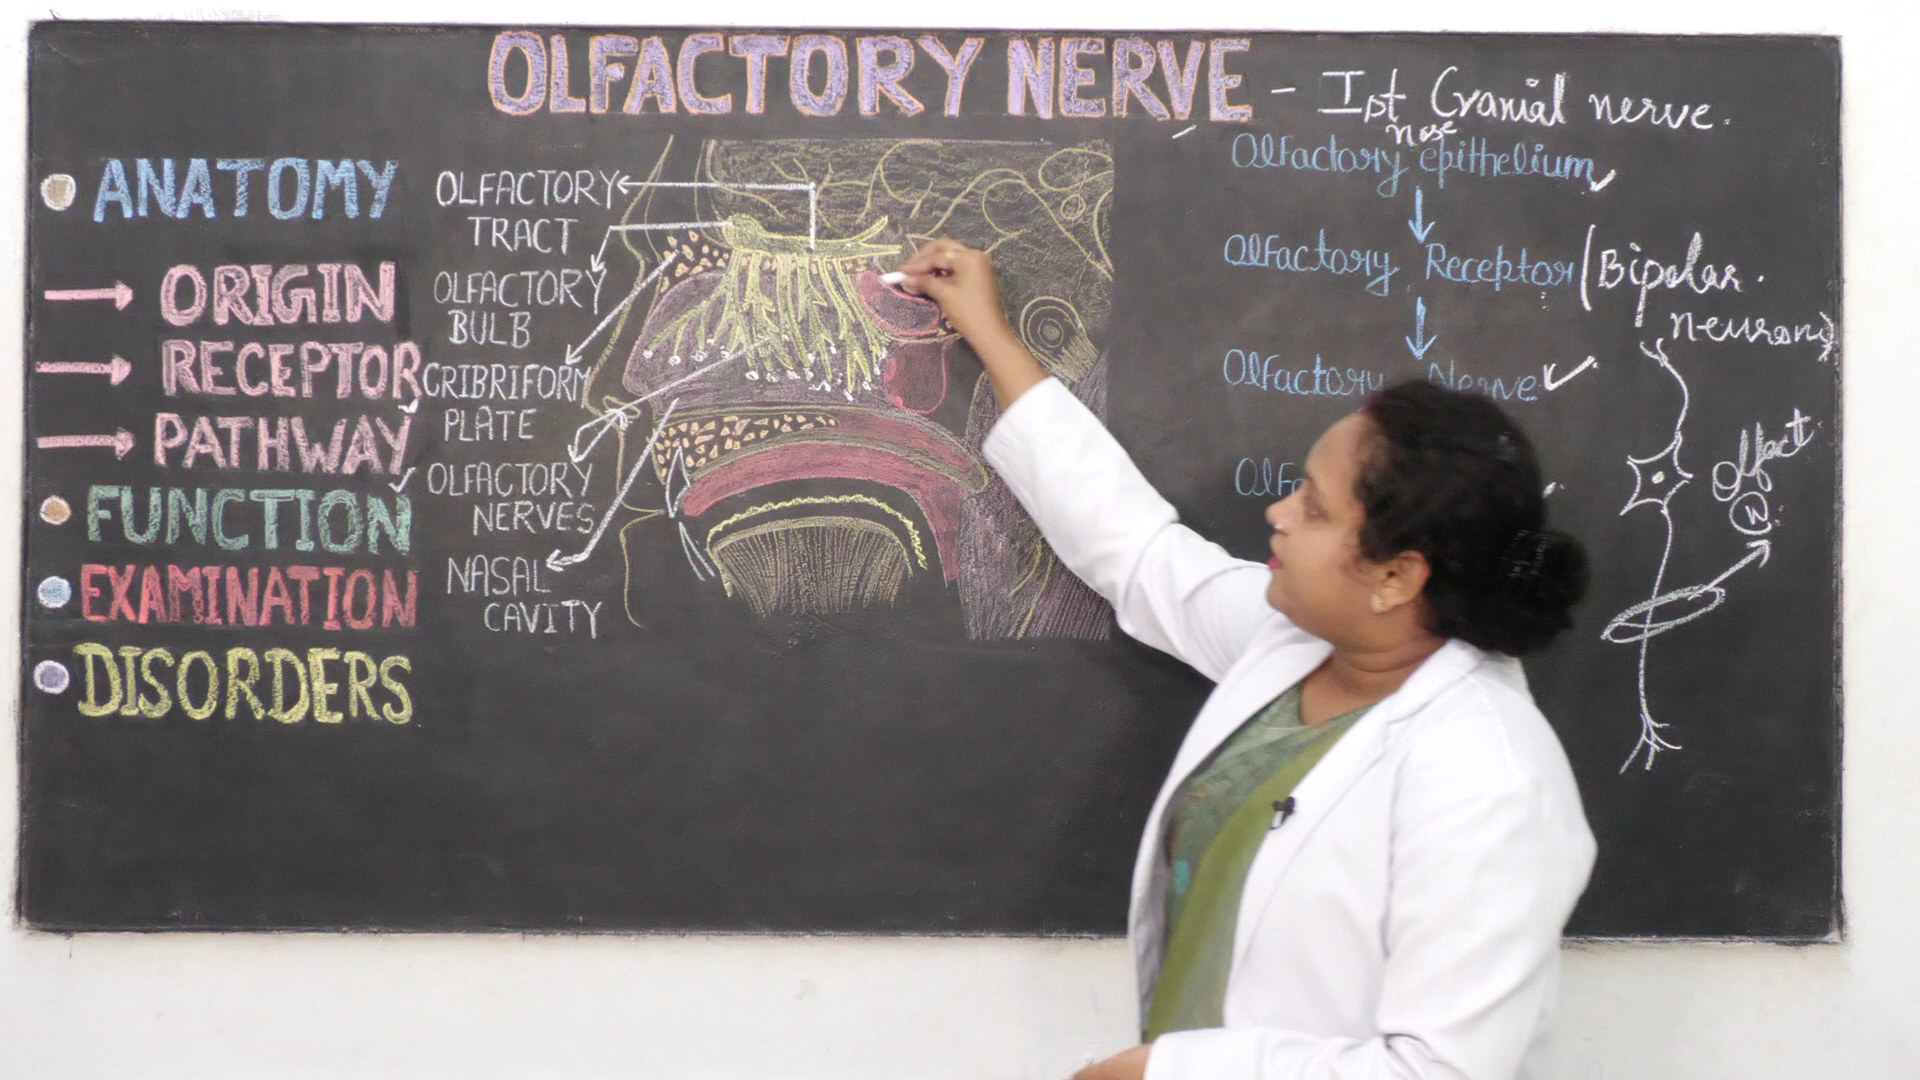 OLFACTORY NERVE - Ist Cranial nerve.
ANATOMY
ORIGIN
RECEPTOR
PATHWAY
FUNCTION
EXAMINATION
DISORDERS
OLFACTORY
TRACT
OLFACTORY
BULB
CRIBRIFORM
PLATE
OLFACTORY
NERVES
NASAL
CAVITY
nose
Olfactory epithelium
Olfactory Receptor (Bipolar.
neuron)
Olfactory Nerve